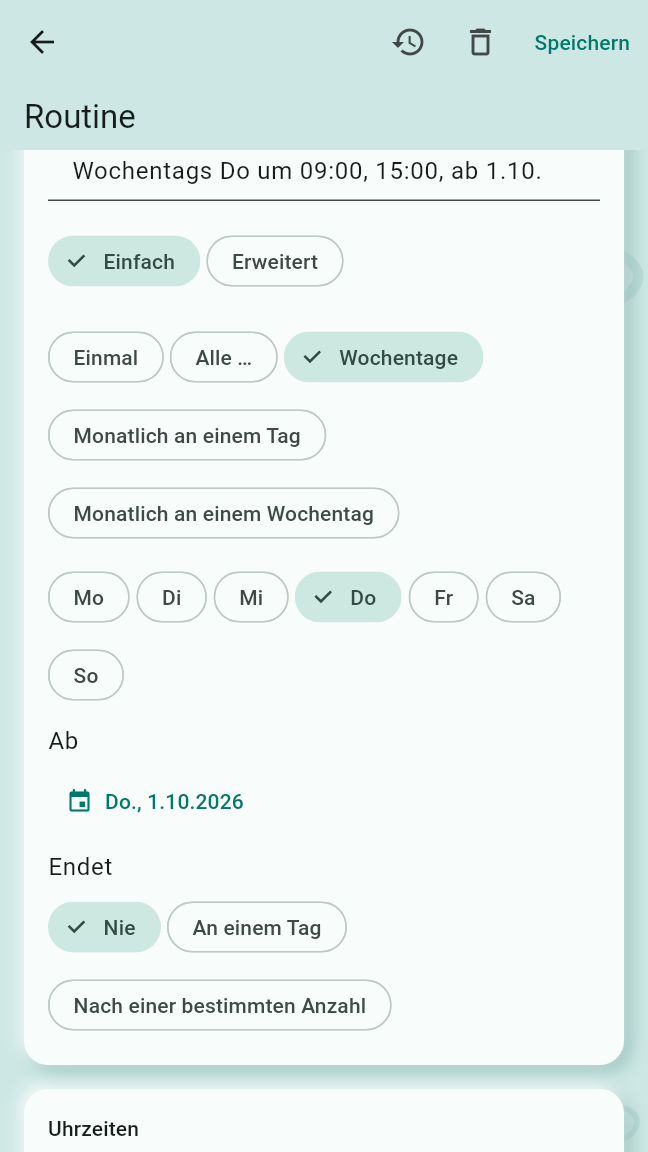 Speichern
Routine
Wochentags Do um 09:00, 15:00, ab 1.10.
Einfach Erweitert
Einmal Alle ... Wochentage
Monatlich an einem Tag
Monatlich an einem Wochentag
Mo Di Mi Do Fr Sa
So
Ab
Do., 1.10.2026
Endet
Nie An einem Tag
Nach einer bestimmten Anzahl
Uhrzeiten